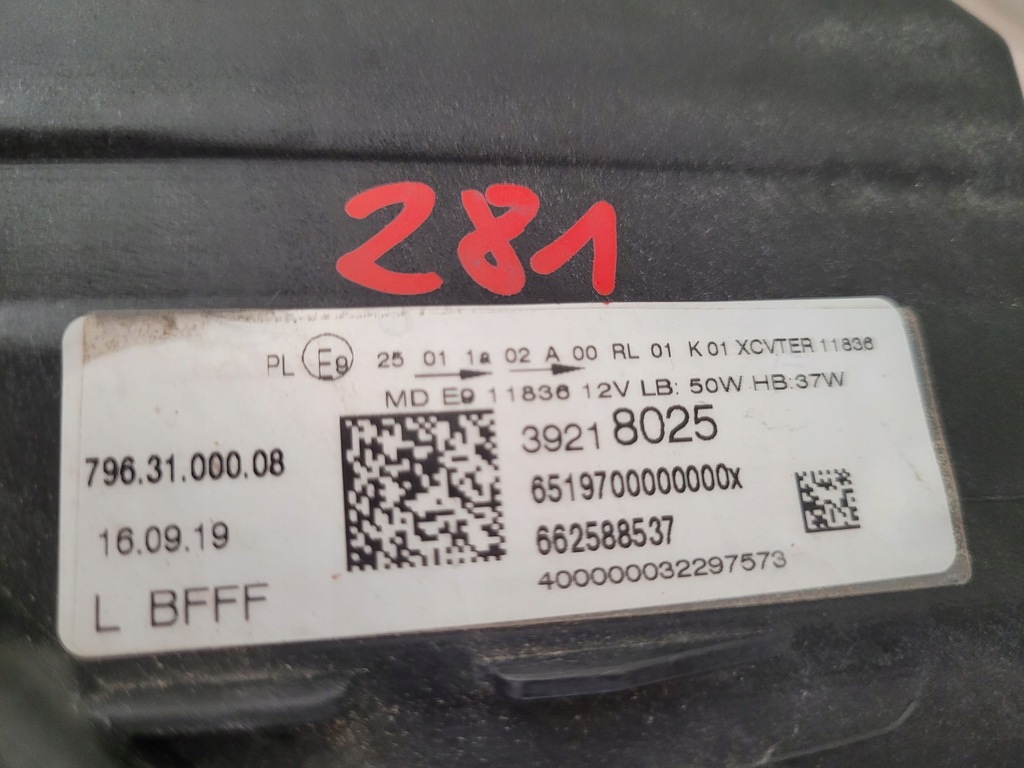 281
PL E9 25 01 1a 02 A 00 RL 01 K 01 XCVTER 11836
MD E9 11836 12V LB: 50W HB:37W
39218025
796.31.000.08
6519700000000x
16.09.19
662588537
400000032297573
L BFFF